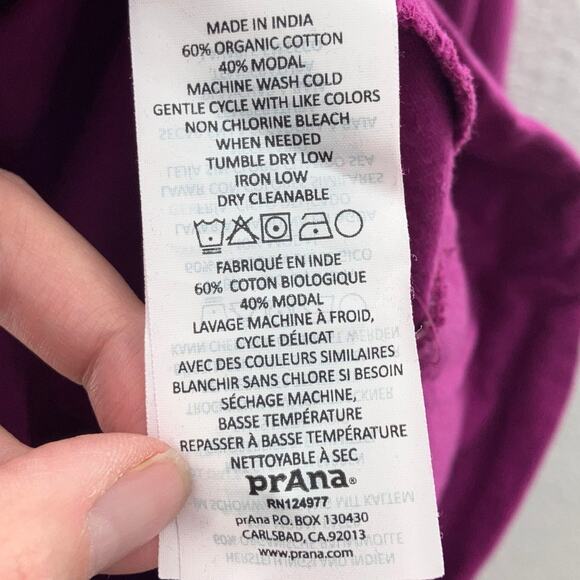 MADE IN INDIA
60% ORGANIC COTTON
40% MODAL
MACHINE WASH COLD
GENTLE CYCLE WITH LIKE COLORS
NON CHLORINE BLEACH
WHEN NEEDED
TUMBLE DRY LOW
IRON LOW
DRY CLEANABLE
FABRIQUÉ EN INDE
60% COTON BIOLOGIQUE
40% MODAL
LAVAGE MACHINE À FROID,
CYCLE DÉLICAT
AVEC DES COULEURS SIMILAIRES
BLANCHIR SANS CHLORE SI BESOIN
SÉCHAGE MACHINE,
BASSE TEMPÉRATURE
REPASSER À BASSE TEMPÉRATURE
NETTOYABLE À SEC
prAna®
RN124977
prAna P.O. BOX 130430
CARLSBAD, CA.92013
www.prana.com